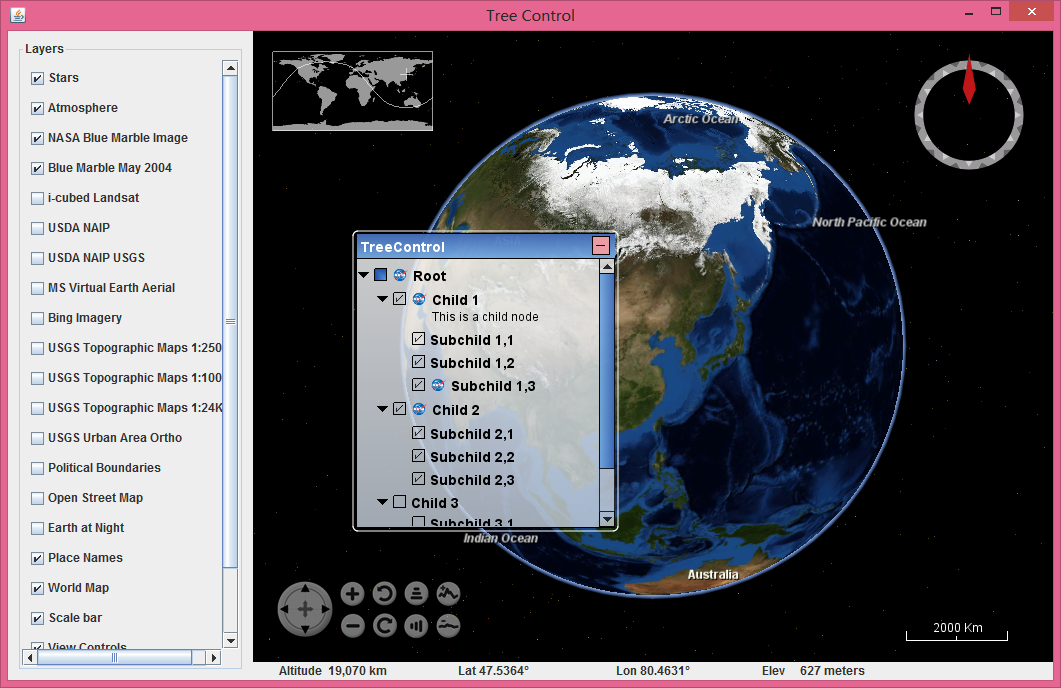 Tree Control
Layers
Stars
Atmosphere
NASA Blue Marble Image
Blue Marble May 2004
i-cubed Landsat
USDA NAIP
USDA NAIP USGS
MS Virtual Earth Aerial
Bing Imagery
USGS Topographic Maps 1:250
USGS Topographic Maps 1:100
USGS Topographic Maps 1:24K
USGS Urban Area Ortho
Political Boundaries
Open Street Map
Earth at Night
Place Names
World Map
Scale bar
View Controls
Arctic Ocean
North Pacific Ocean
TreeControl
Root
Child 1
This is a child node
Subchild 1,1
Subchild 1,2
Subchild 1,3
Child 2
Subchild 2,1
Subchild 2,2
Subchild 2,3
Child 3
Subchild 3,1
Indian Ocean
Australia
2000 Km
Altitude 19,070 km Lat 47.5364° Lon 80.4631° Elev 627 meters